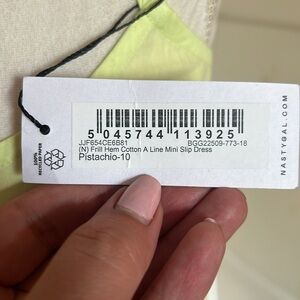 5 045744 113925
JJF654CE6B81 BGG22509-773-18
(N) Frill Hem Cotton A Line Mini Slip Dress
Pistachio-10
100%
RECYCLED PAPER
NASTYGAL.COM